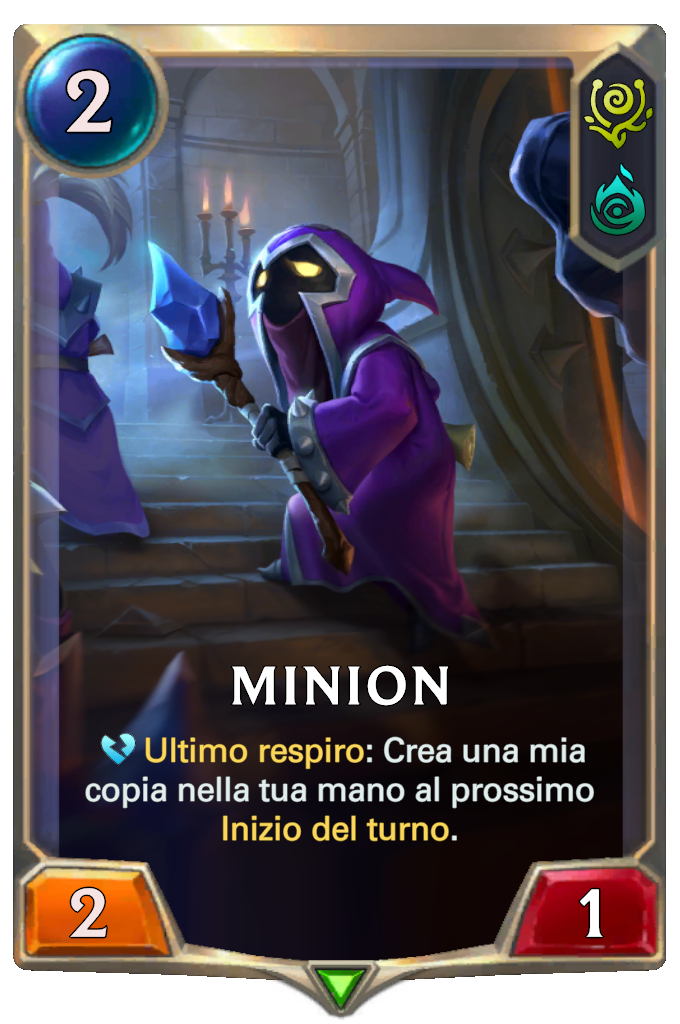 2
MINION
Ultimo respiro: Crea una mia
copia nella tua mano al prossimo
Inizio del turno.
2
1